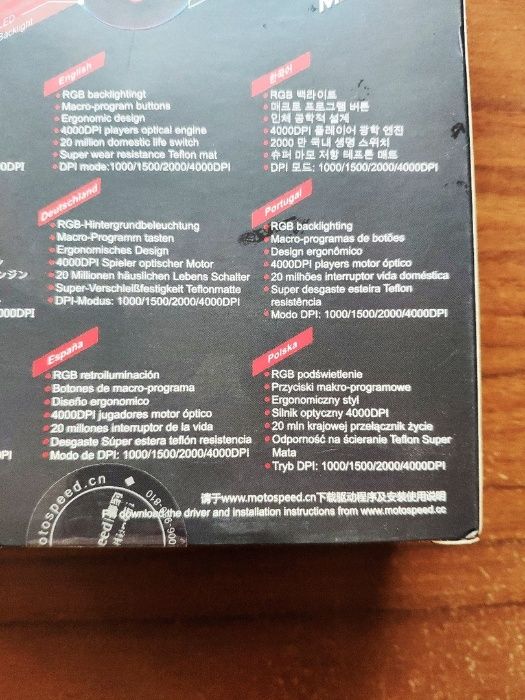 LED
Backlight
English
RGB backlightingt
Macro-program buttons
Ergonomic design
4000DPI players optical engine
20 million domestic life switch
Super wear resistance Teflon mat
DPI mode:1000/1500/2000/4000DPI
한국어
RGB 백라이트
매크로 프로그램 버튼
인체 공학적 설계
4000DPI 플레이어 광학 엔진
2000 만 국내 생명 스위치
슈퍼 마모 저항 테프론 매트
DPI 모드: 1000/1500/2000/4000DPI
Deutschland
RGB-Hintergrundbeleuchtung
Macro-Programm tasten
Ergonomisches Design
4000DPI Spieler optischer Motor
20 Millionen häuslichen Lebens Schalter
Super-Verschleißfestigkeit Teflonmatte
DPI-Modus: 1000/1500/2000/4000DPI
Portugal
RGB backlighting
Macro-programas de botões
Design ergonômico
4000DPI players motor óptico
20 milhões interruptor vida doméstica
Super desgaste esteira Teflon
resistência
Modo DPI: 1000/1500/2000/4000DPI
España
RGB retroiluminación
Botones de macro-programa
Diseño ergonomico
4000DPI jugadores motor óptico
20 millones interruptor de la vida
Desgaste Súper estera teflón resistencia
Modo de DPI: 1000/1500/2000/4000DPI
Polska
RGB podświetlenie
Przyciski makro-programowe
Ergonomiczny styl
Silnik optyczny 4000DPI
20 mln krajowej przełącznik życie
Odporność na ścieranie Teflon Super
Mata
Tryb DPI: 1000/1500/2000/4000DPI
请于www.motospeed.cn下载驱动程序及安装使用说明
download the driver and installation instructions from www.motospeed.cc
otospeed.cn